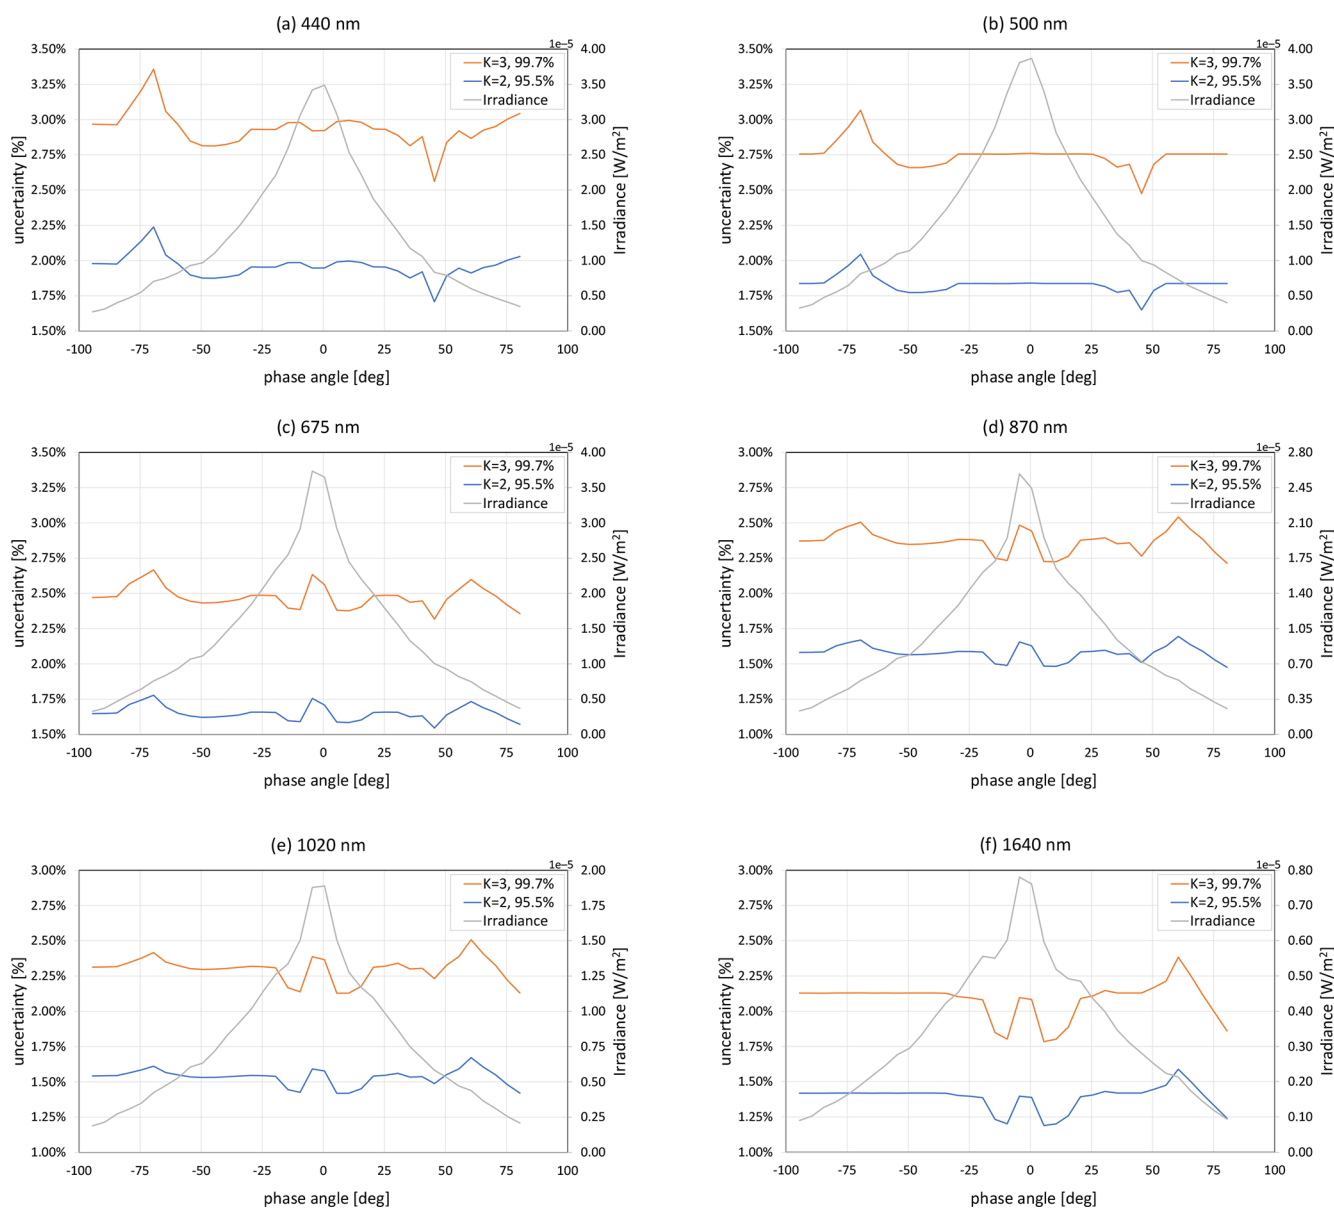 (a) 440 nm
1e–5
3.50%
3.25%
3.00%
2.75%
2.50%
2.25%
2.00%
1.75%
1.50%
uncertainty [%]
K=3, 99.7%
K=2, 95.5%
Irradiance
4.00
3.50
3.00
2.50
2.00
1.50
1.00
0.50
0.00
Irradiance [W/m²]
-100 -75 -50 -25 0 25 50 75 100
phase angle [deg]
(b) 500 nm
1e–5
3.50%
3.25%
3.00%
2.75%
2.50%
2.25%
2.00%
1.75%
1.50%
uncertainty [%]
K=3, 99.7%
K=2, 95.5%
Irradiance
4.00
3.50
3.00
2.50
2.00
1.50
1.00
0.50
0.00
Irradiance [W/m²]
-100 -75 -50 -25 0 25 50 75 100
phase angle [deg]
(c) 675 nm
1e–5
3.50%
3.25%
3.00%
2.75%
2.50%
2.25%
2.00%
1.75%
1.50%
uncertainty [%]
K=3, 99.7%
K=2, 95.5%
Irradiance
4.00
3.50
3.00
2.50
2.00
1.50
1.00
0.50
0.00
Irradiance [W/m²]
-100 -75 -50 -25 0 25 50 75 100
phase angle [deg]
(d) 870 nm
1e–5
3.00%
2.75%
2.50%
2.25%
2.00%
1.75%
1.50%
1.25%
1.00%
uncertainty [%]
K=3, 99.7%
K=2, 95.5%
Irradiance
2.80
2.45
2.10
1.75
1.40
1.05
0.70
0.35
0.00
Irradiance [W/m²]
-100 -75 -50 -25 0 25 50 75 100
phase angle [deg]
(e) 1020 nm
1e–5
3.00%
2.75%
2.50%
2.25%
2.00%
1.75%
1.50%
1.25%
1.00%
uncertainty [%]
K=3, 99.7%
K=2, 95.5%
Irradiance
2.00
1.75
1.50
1.25
1.00
0.75
0.50
0.25
0.00
Irradiance [W/m²]
-100 -75 -50 -25 0 25 50 75 100
phase angle [deg]
(f) 1640 nm
1e–5
3.00%
2.75%
2.50%
2.25%
2.00%
1.75%
1.50%
1.25%
1.00%
uncertainty [%]
K=3, 99.7%
K=2, 95.5%
Irradiance
0.80
0.70
0.60
0.50
0.40
0.30
0.20
0.10
0.00
Irradiance [W/m²]
-100 -75 -50 -25 0 25 50 75 100
phase angle [deg]